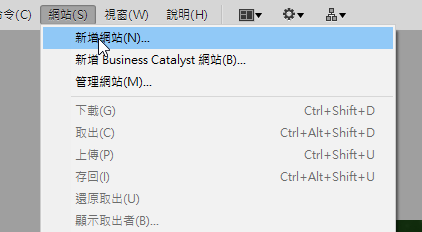 令(C) 網站(S) 視窗(W) 說明(H)
新增網站(N)...
新增 Business Catalyst 網站(B)...
管理網站(M)...
下載(G) Ctrl+Shift+D
取出(C) Ctrl+Alt+Shift+D
上傳(P) Ctrl+Shift+U
存回(I) Ctrl+Alt+Shift+U
還原取出(U)
顯示取出者(B)...